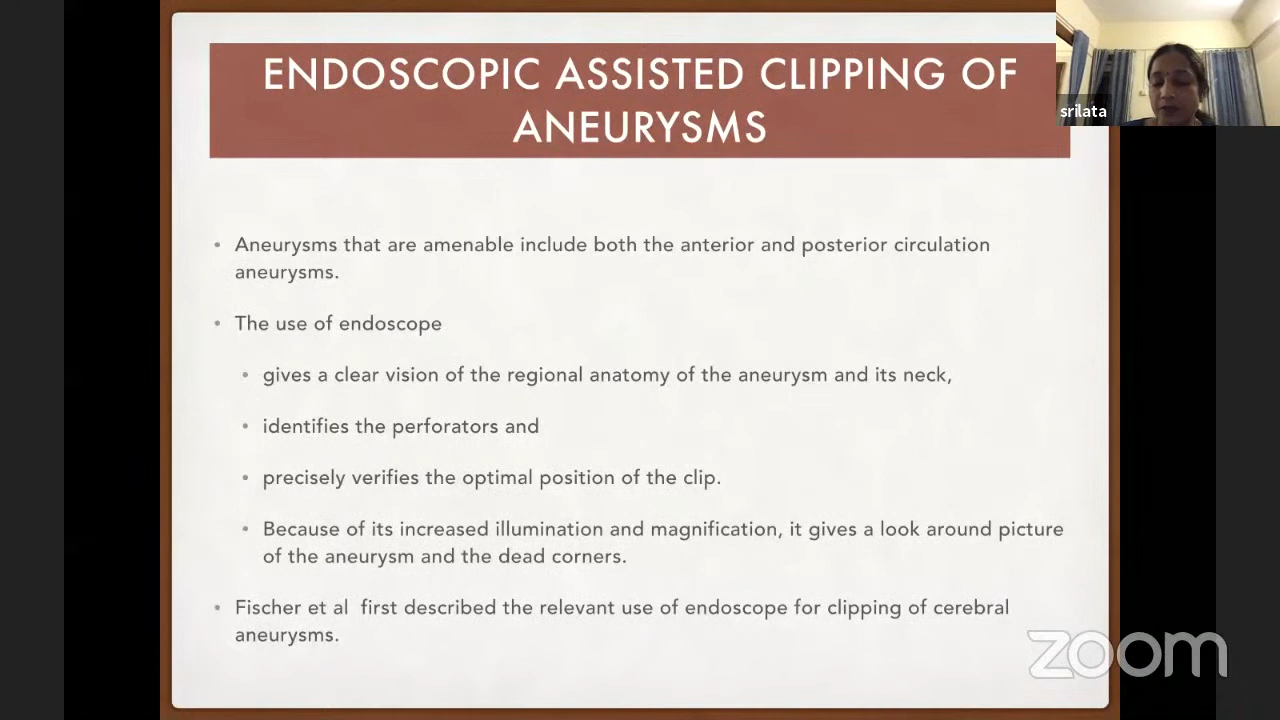 ENDOSCOPIC ASSISTED CLIPPING OF
ANEURYSMS
srilata
• Aneurysms that are amenable include both the anterior and posterior circulation
aneurysms.
• The use of endoscope
• gives a clear vision of the regional anatomy of the aneurysm and its neck,
• identifies the perforators and
• precisely verifies the optimal position of the clip.
• Because of its increased illumination and magnification, it gives a look around picture
of the aneurysm and the dead corners.
• Fischer et al first described the relevant use of endoscope for clipping of cerebral
aneurysms.
zoom